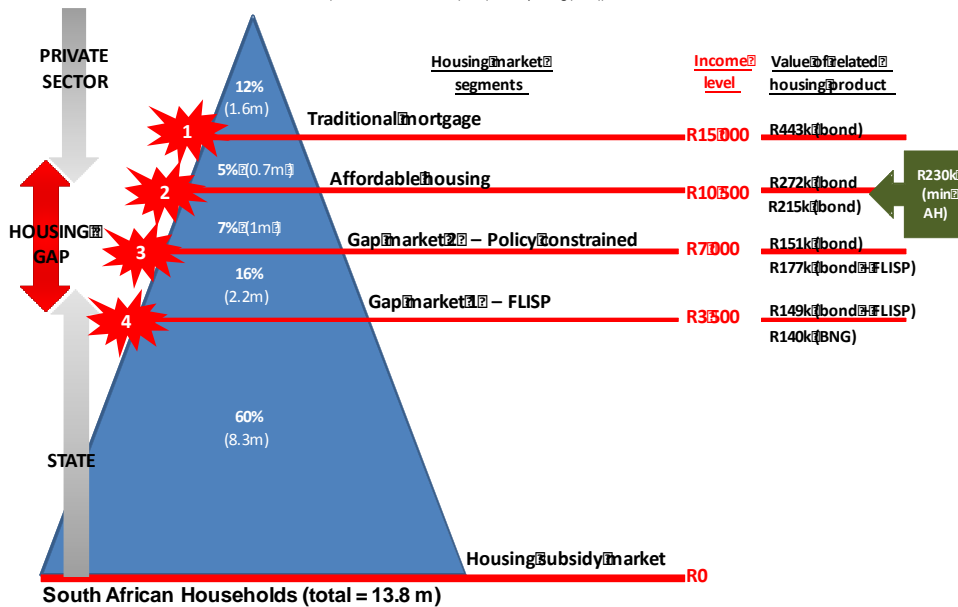 PRIVATE
SECTOR
Housing market
segments
Income
level
Value of related
housing product
12%
(1.6m)
1
Traditional mortgage
R15 000
R443k (bond)
5% (0.7m)
2
Affordable housing
R10 500
R272k (bond
R215k (bond)
R230k
(min
AH)
HOUSING
GAP
7% (1m)
3
Gap market 2 – Policy constrained
R7 000
R151k (bond)
R177k (bond + FLISP)
16%
(2.2m)
4
Gap market 1 – FLISP
R3 500
R149k (bond + FLISP)
R140k (BNG)
60%
(8.3m)
STATE
Housing subsidy market
R0
South African Households (total = 13.8 m)